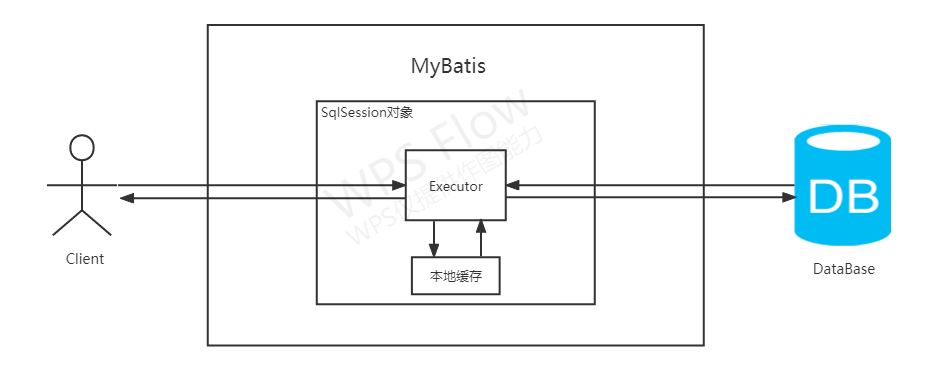 MyBatis
SqlSession对象
WPS Flow
WPS仅提供作图能力
Executor
DB
本地缓存
Client
DataBase